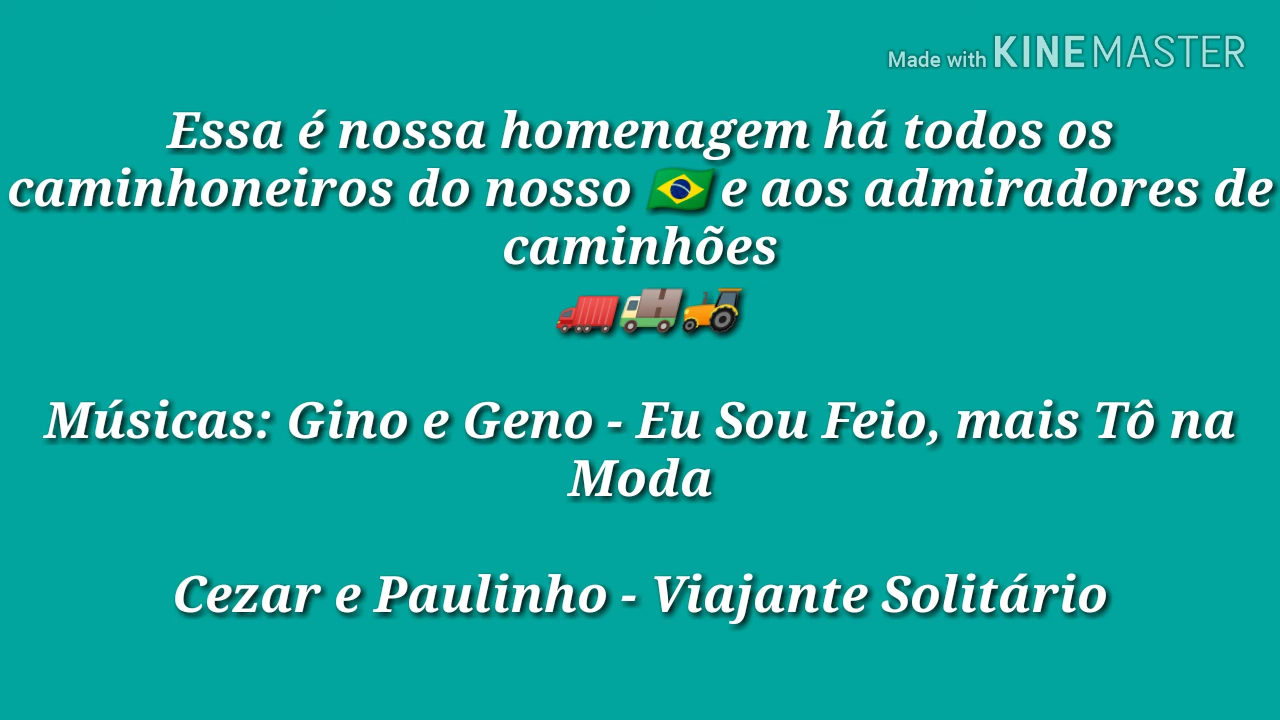 Made with KINEMASTER
Essa é nossa homenagem há todos os
caminhoneiros do nosso 🇧🇷 e aos admiradores de
caminhões
🚛🚚🚜
Músicas: Gino e Geno - Eu Sou Feio, mais Tô na
Moda
Cezar e Paulinho - Viajante Solitário